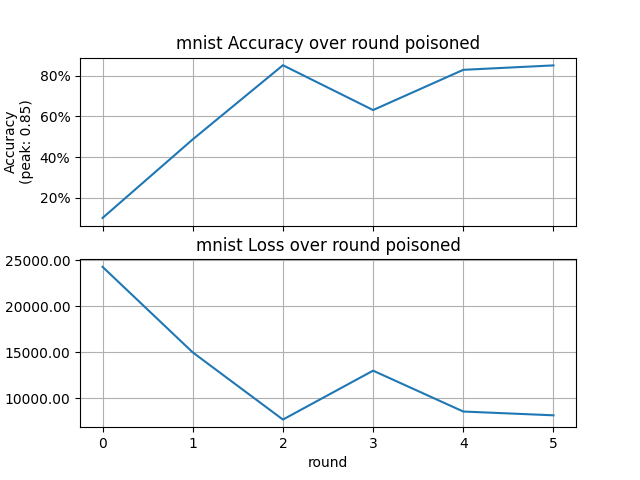 mnist Accuracy over round poisoned
Accuracy
(peak: 0.85)
80%
60%
40%
20%
mnist Loss over round poisoned
25000.00
20000.00
15000.00
10000.00
0 1 2 3 4 5
round